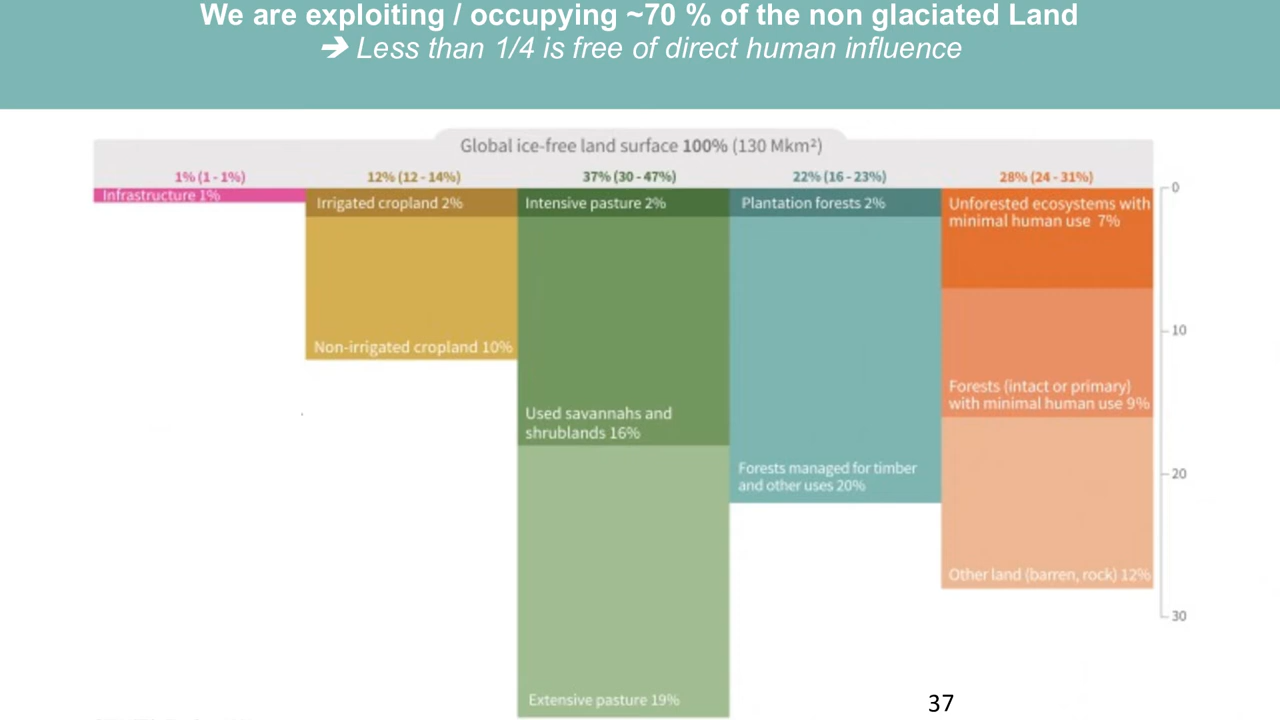 We are exploiting / occupying ~70 % of the non glaciated Land
➔ Less than 1/4 is free of direct human influence
Global ice-free land surface 100% (130 Mkm²)
1% (1 - 1%)
12% (12 - 14%)
37% (30 - 47%)
22% (16 - 23%)
28% (24 - 31%)
Infrastructure 1%
Irrigated cropland 2%
Non-irrigated cropland 10%
Intensive pasture 2%
Used savannahs and
shrublands 16%
Extensive pasture 19%
Plantation forests 2%
Forests managed for timber
and other uses 20%
Unforested ecosystems with
minimal human use 7%
Forests (intact or primary)
with minimal human use 9%
Other land (barren, rock) 12%
0
10
20
30
37